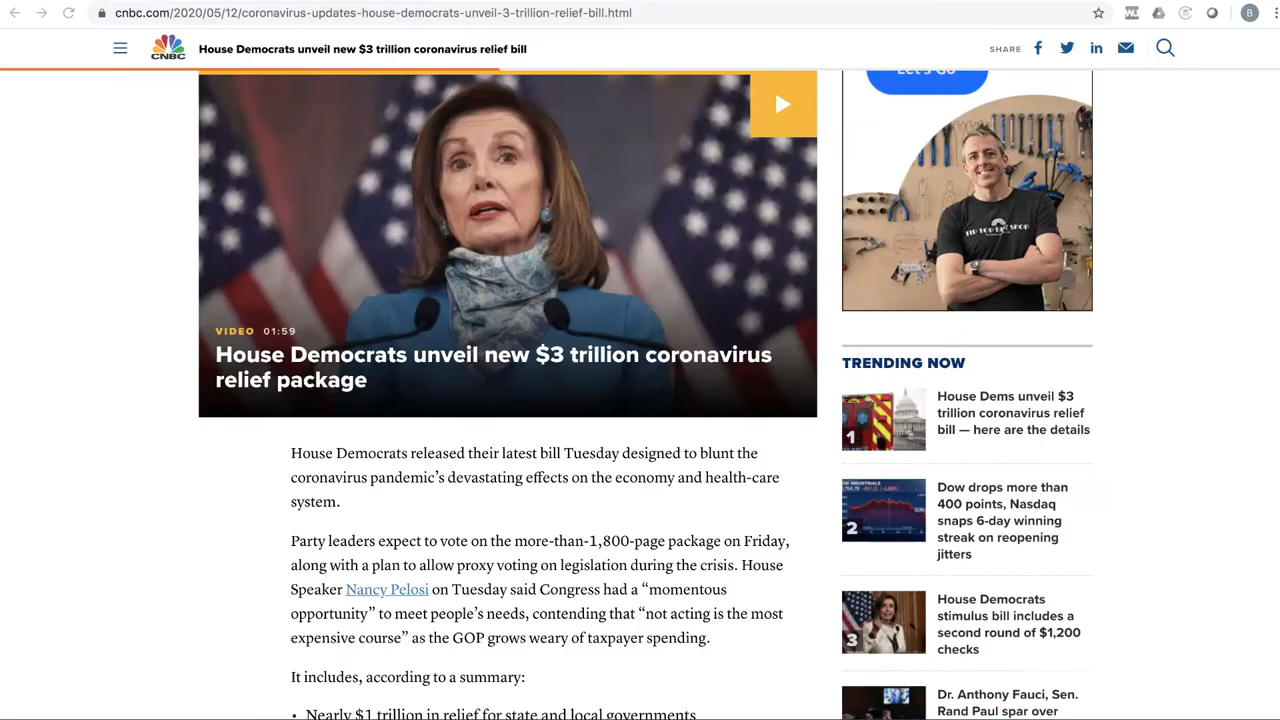 cnbc.com/2020/05/12/coronavirus-updates-house-democrats-unveil-3-trillion-relief-bill.html
B
CNBC
House Democrats unveil new $3 trillion coronavirus relief bill
SHARE
VIDEO 01:59
House Democrats unveil new $3 trillion coronavirus
relief package
House Democrats released their latest bill Tuesday designed to blunt the
coronavirus pandemic’s devastating effects on the economy and health-care
system.
Party leaders expect to vote on the more-than-1,800-page package on Friday,
along with a plan to allow proxy voting on legislation during the crisis. House
Speaker Nancy Pelosi on Tuesday said Congress had a “momentous
opportunity” to meet people’s needs, contending that “not acting is the most
expensive course” as the GOP grows weary of taxpayer spending.
It includes, according to a summary:
• Nearly $1 trillion in relief for state and local governments
Let's Go
TIP TOP BIKE SHOP
TRENDING NOW
1
House Dems unveil $3
trillion coronavirus relief
bill — here are the details
2
Dow drops more than
400 points, Nasdaq
snaps 6-day winning
streak on reopening
jitters
3
House Democrats
stimulus bill includes a
second round of $1,200
checks
Dr. Anthony Fauci, Sen.
Rand Paul spar over